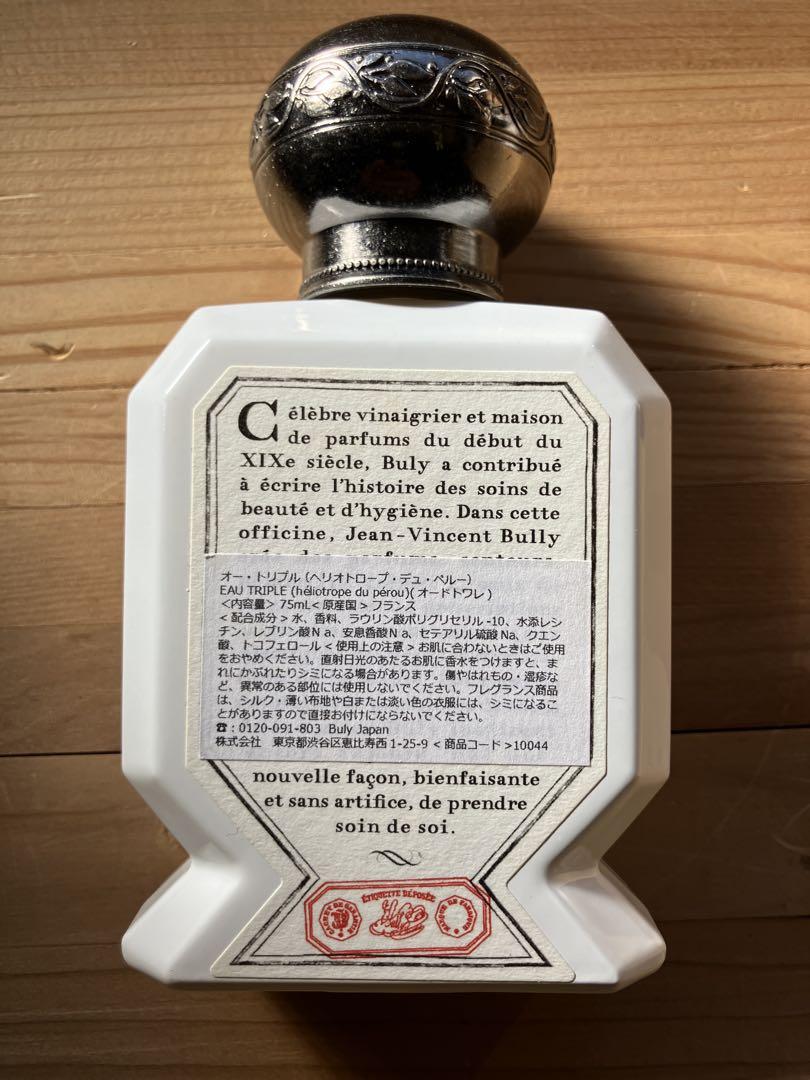 Célèbre vinaigrier et maison
de parfums du début du
XIXe siècle, Buly a contribué
à écrire l'histoire des soins de
beauté et d'hygiène. Dans cette
officine, Jean-Vincent Bully
オー・トリプル（ヘリオトロープ・デュ・ペルー）
EAU TRIPLE (héliotrope du pérou)( オードトワレ )
＜内容量＞ 75mL＜ 原産国 ＞ フランス
＜ 配合成分 ＞ 水、香料、ラウリン酸ポリグリセリル -10、水添レシ
チン、レブリン酸N a、安息香酸N a、セテアリル硫酸 Na、クエン
酸、トコフェロール ＜ 使用上の注意 ＞ お肌に合わないときはご使用
をおやめください。直射日光のあたるお肌に香水をつけますと、ま
れにかぶれたりシミになる場合があります。傷やはれもの・湿疹な
ど、異常のある部位には使用しないでください。フレグランス商品
は、シルク・薄い布地や白または淡い色の衣服には、シミになるこ
とがありますので直接お付けにならないでください。
☎ : 0120-091-803 Buly Japan
株式会社　東京都渋谷区恵比寿西 1-25-9 ＜ 商品コード ＞10044
nouvelle façon, bienfaisante
et sans artifice, de prendre
soin de soi.
ÉTIQUETTE DÉPOSÉE